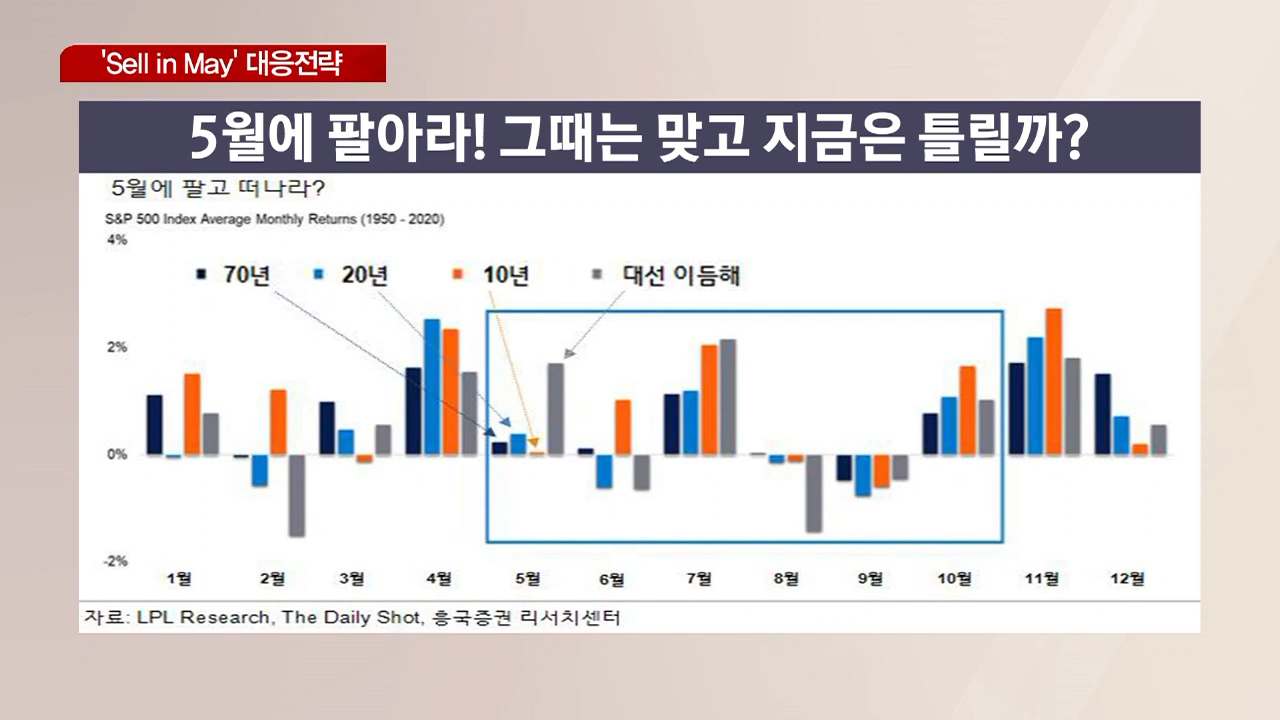 'Sell in May' 대응전략
5월에 팔아라! 그때는 맞고 지금은 틀릴까?
5월에 팔고 떠나라?
S&P 500 Index Average Monthly Returns (1950 - 2020)
4%
70년 20년 10년 대선 이듬해
2%
0%
-2%
1월 2월 3월 4월 5월 6월 7월 8월 9월 10월 11월 12월
자료: LPL Research, The Daily Shot, 흥국증권 리서치센터